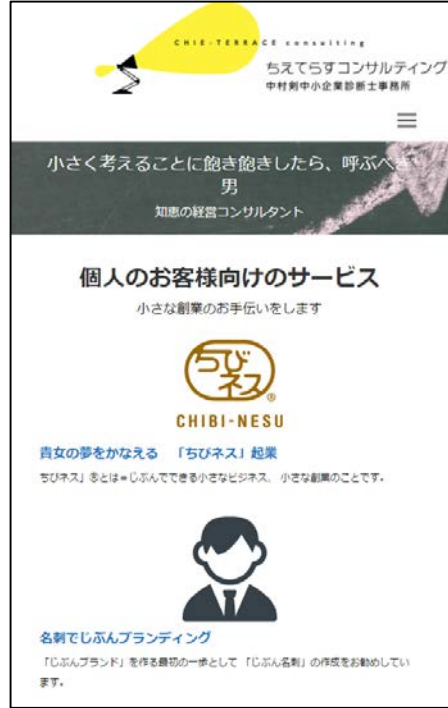 CHIE-TERRACE consulting
ちえてらすコンサルティング
中村剣中小企業診断士事務所
小さく考えることに飽き飽きしたら、呼ぶべき
男
知恵の経営コンサルタント
個人のお客様向けのサービス
小さな創業のお手伝いをします
ちび
ネス®
CHIBI-NESU
貴女の夢をかなえる 「ちびネス」起業
ちびネス」®とは=じぶんでできる小さなビジネス、小さな創業のことです。
名刺でじぶんブランディング
「じぶんブランド」を作る最初の一歩として「じぶん名刺」の作成をお勧めしてい
ます。